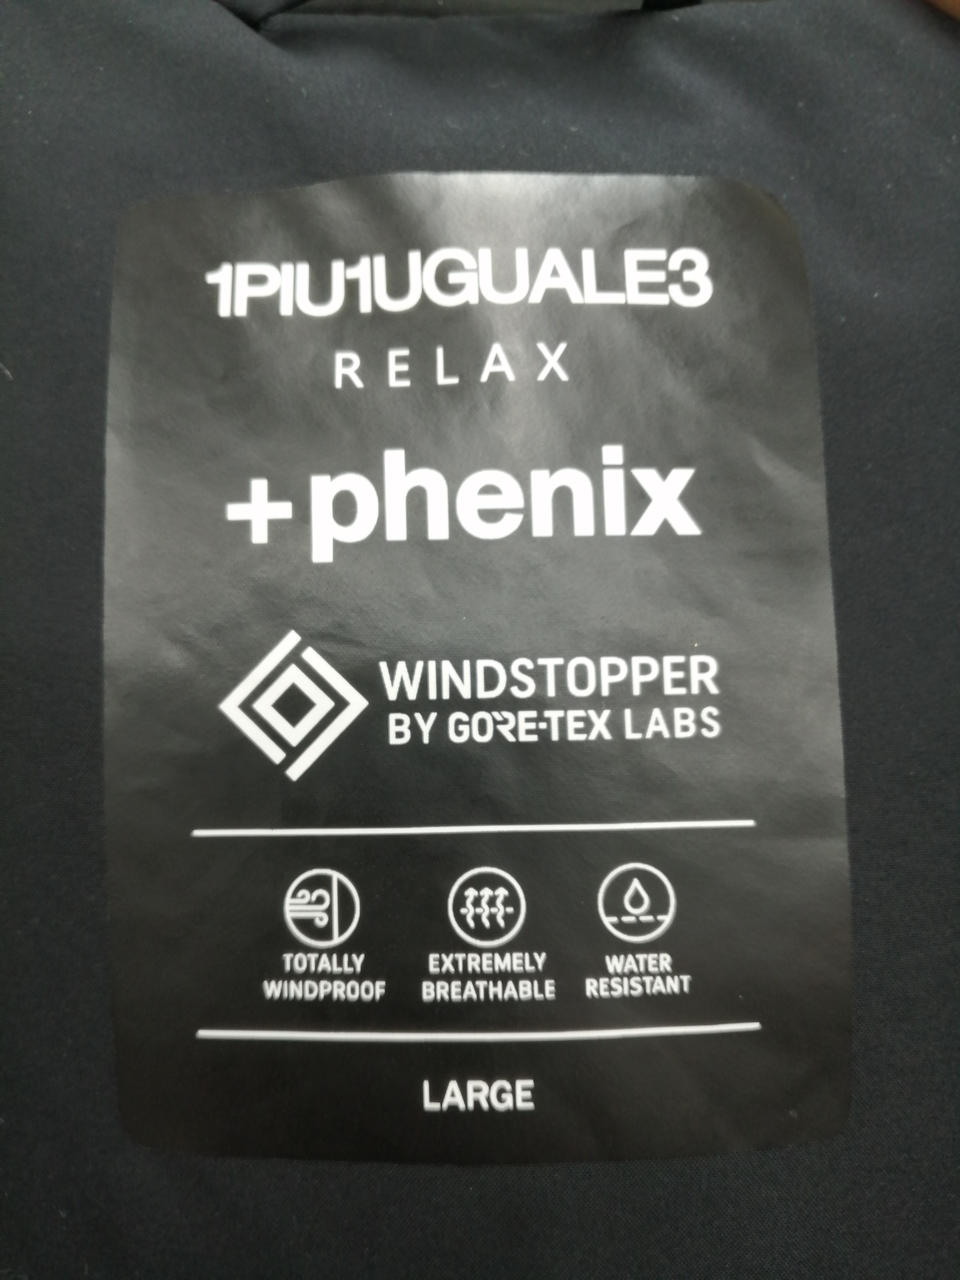 1PIU1UGUALE3
RELAX
+phenix
WINDSTOPPER
BY GORE-TEX LABS
TOTALLY
WINDPROOF
EXTREMELY
BREATHABLE
WATER
RESISTANT
LARGE